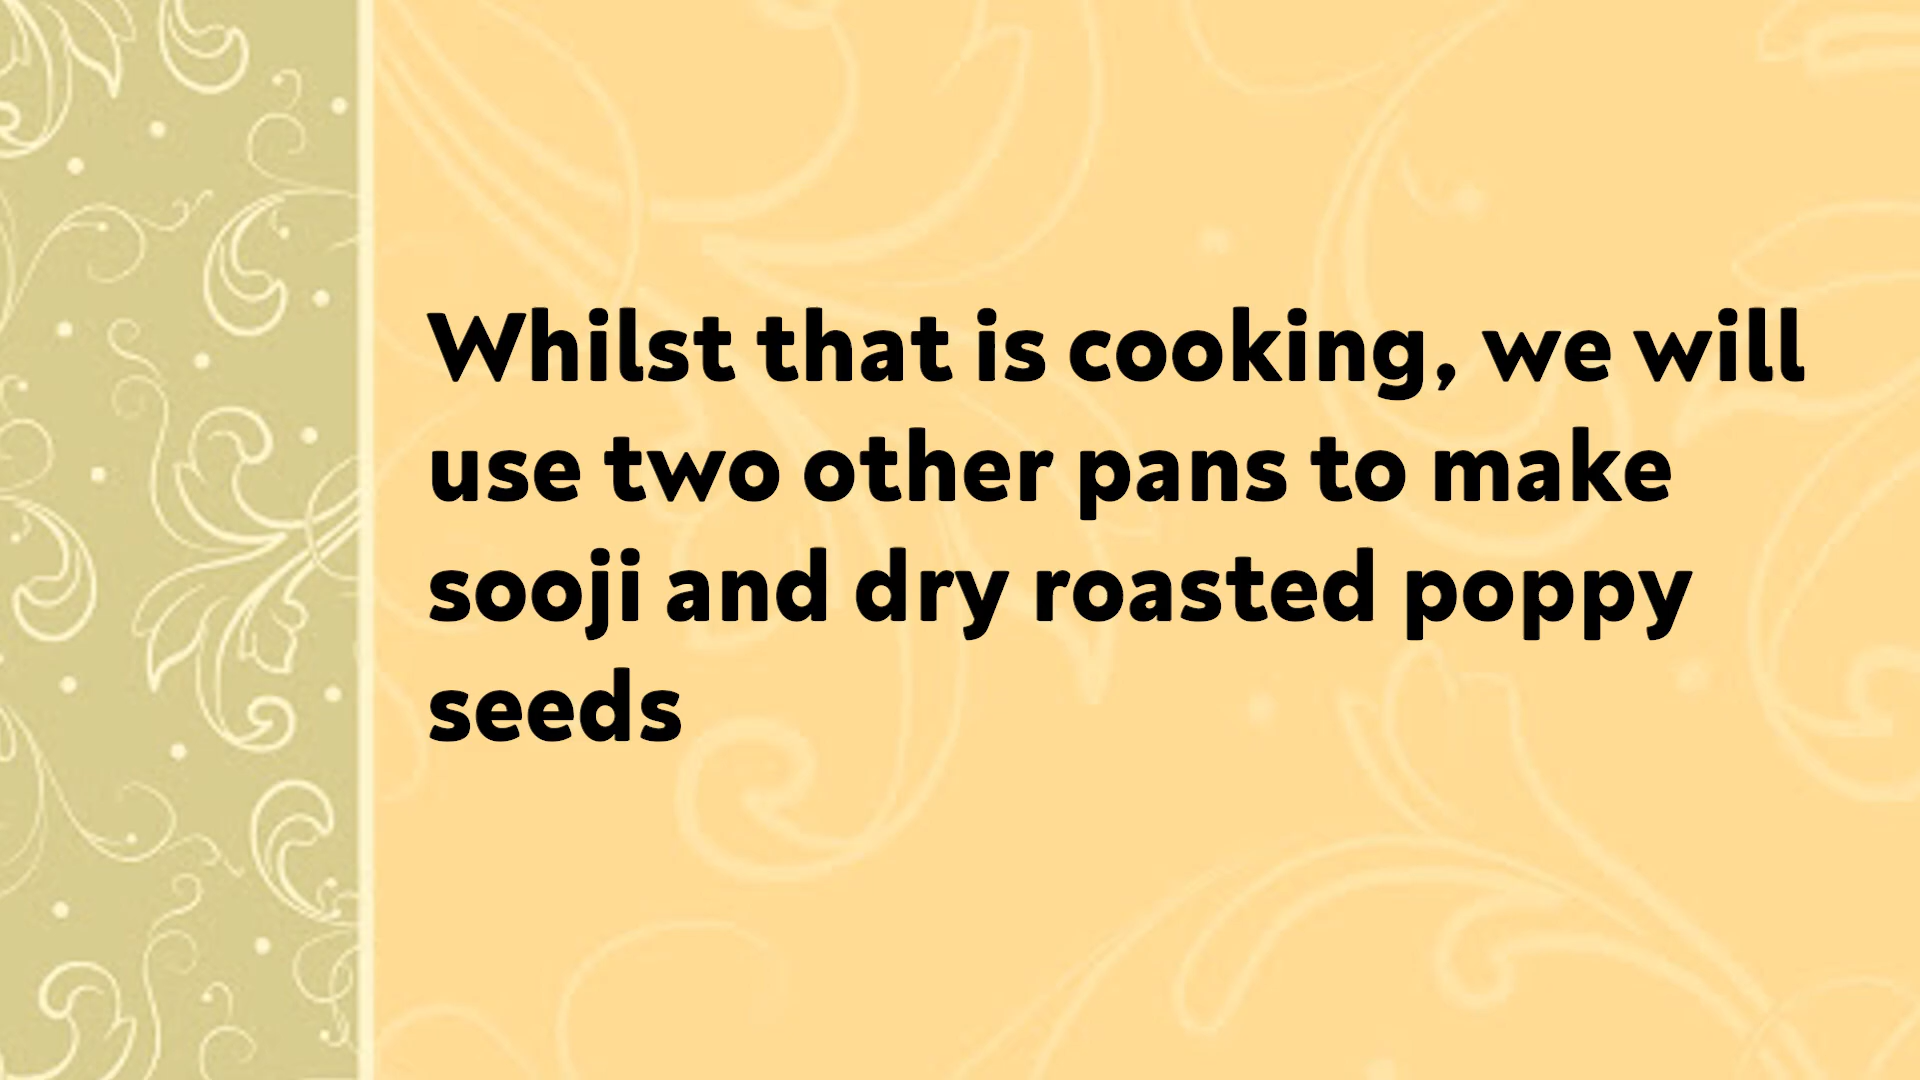 Whilst that is cooking, we will
use two other pans to make
sooji and dry roasted poppy
seeds